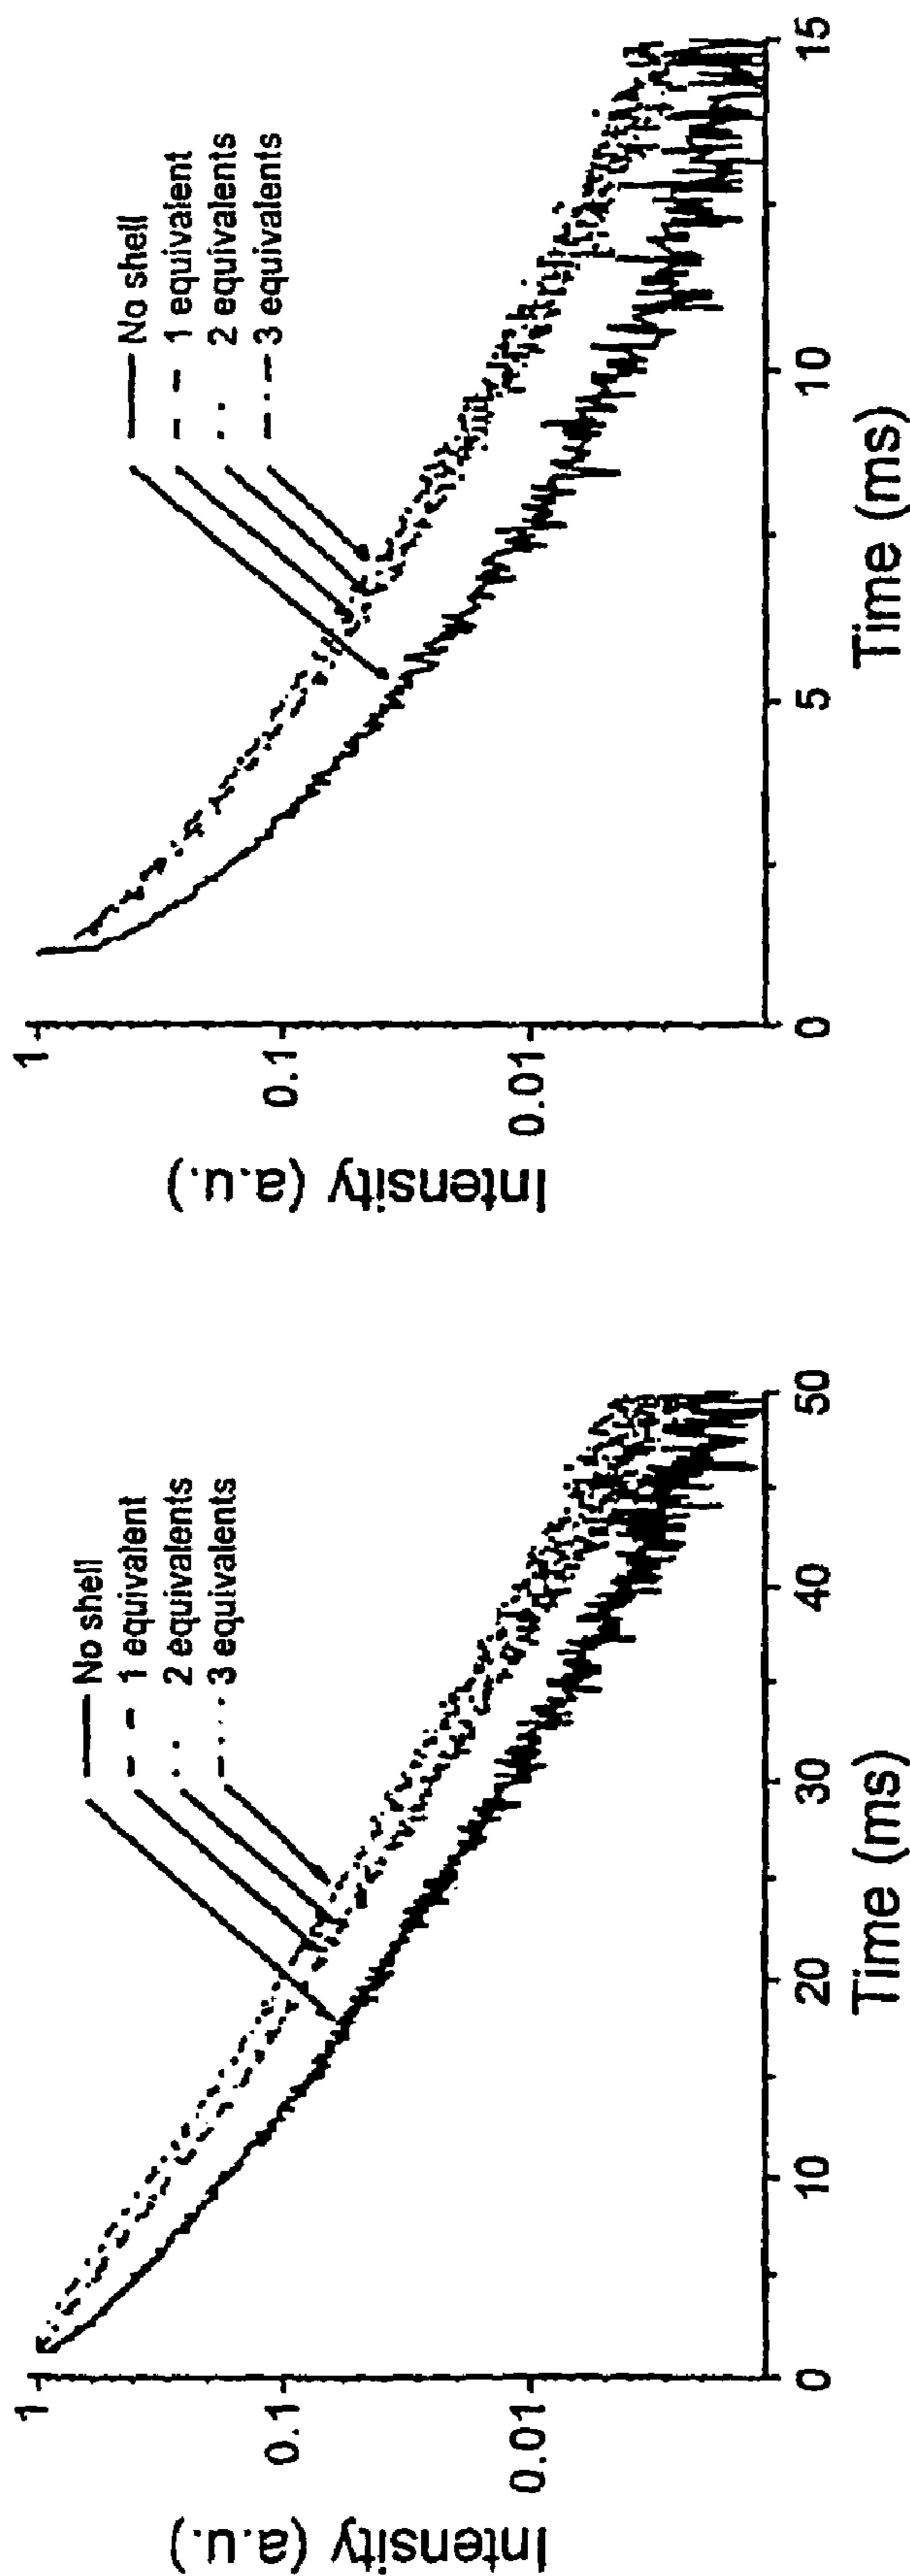 No shell
1 equivalent
2 equivalents
3 equivalents
Intensity (a.u.)
1
0.1
0.01
0
10
20
30
40
50
Time (ms)
No shell
1 equivalent
2 equivalents
3 equivalents
Intensity (a.u.)
1
0.1
0.01
0
5
10
15
Time (ms)